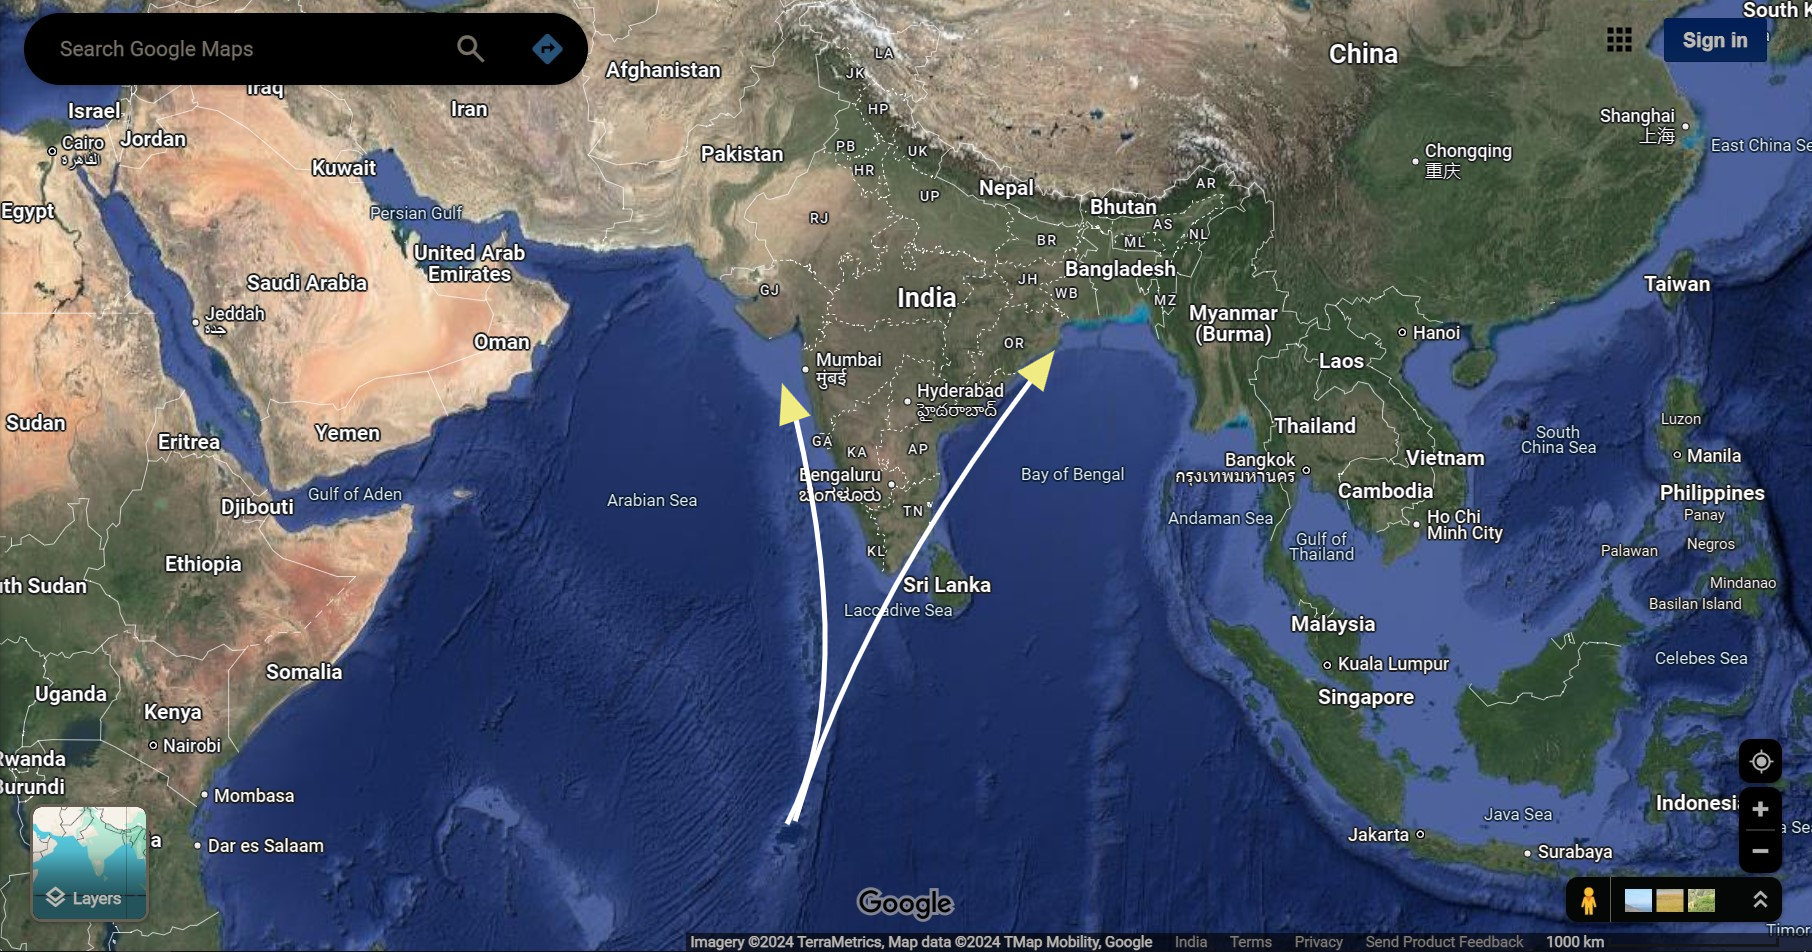 Search Google Maps
Sign in
South K
China
LA
Afghanistan
JK
Iraq
Iran
Israel
HP
Shanghai
上海
Cairo
القاهرة
Jordan
PB
UK
Chongqing
重庆
East China Se
Pakistan
Kuwait
HR
AR
Nepal
UP
Egypt
Persian Gulf
RJ
Bhutan
AS
NL
BR
ML
United Arab
Emirates
Bangladesh
Saudi Arabia
JH
GJ
WB
India
MZ
Taiwan
Jeddah
جدة
Myanmar
(Burma)
Hanoi
Oman
OR
Mumbai
मुंबई
Laos
Hyderabad
హైదరాబాద్
Sudan
Luzon
Thailand
Yemen
Eritrea
GA
KA
AP
South
China Sea
Bangkok
กรุงเทพมหานคร
Vietnam
Manila
Bengaluru
ಬೆಂಗಳೂರು
Bay of Bengal
Gulf of Aden
Arabian Sea
Cambodia
Philippines
Djibouti
TN
Andaman Sea
Ho Chi
Minh City
Panay
Gulf of
Thailand
KL
Palawan
Negros
Ethiopia
th Sudan
Sri Lanka
Mindanao
Laccadive Sea
Basilan Island
Malaysia
Celebes Sea
Somalia
Kuala Lumpur
Uganda
Singapore
Kenya
Nairobi
Rwanda
Burundi
Mombasa
Indonesia
Java Sea
a Se
Jakarta
a
Dar es Salaam
Surabaya
Layers
Google
Timor
Imagery ©2024 TerraMetrics, Map data ©2024 TMap Mobility, Google
India
Terms
Privacy
Send Product Feedback
1000 km